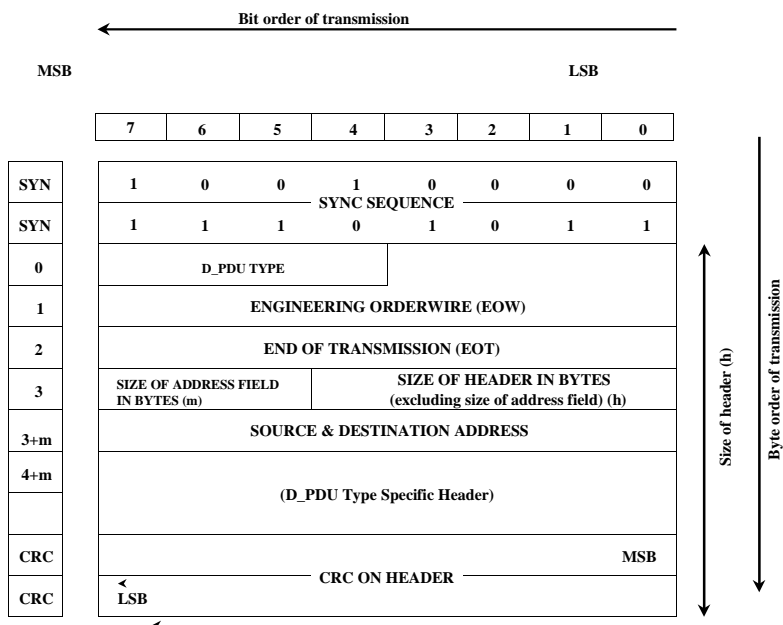 Bit order of transmission
MSB LSB
7 6 5 4 3 2 1 0
SYN 1 0 0 1 0 0 0 0
SYNC SEQUENCE
SYN 1 1 1 0 1 0 1 1
0 D_PDU TYPE
1 ENGINEERING ORDERWIRE (EOW)
2 END OF TRANSMISSION (EOT)
3 SIZE OF ADDRESS FIELD
IN BYTES (m)
SIZE OF HEADER IN BYTES
(excluding size of address field) (h)
3+m SOURCE & DESTINATION ADDRESS
4+m
(D_PDU Type Specific Header)
CRC MSB
CRC ON HEADER
CRC LSB
Size of header (h)
Byte order of transmission